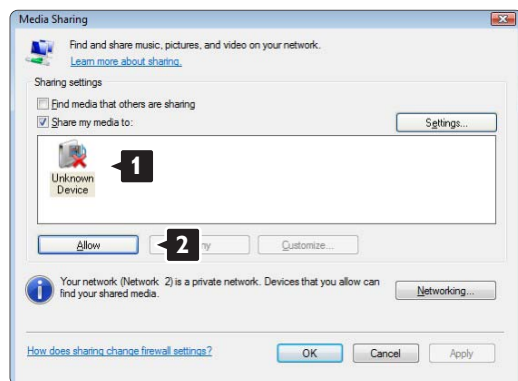 Media Sharing
Find and share music, pictures, and video on your network.
Learn more about sharing.
Sharing settings
Find media that others are sharing
Share my media to:
Settings...
Unknown
Device
1
Allow
2
Customize...
Your network (Network 2) is a private network. Devices that you allow can
find your shared media.
Networking...
How does sharing change firewall settings?
OK
Cancel
Apply